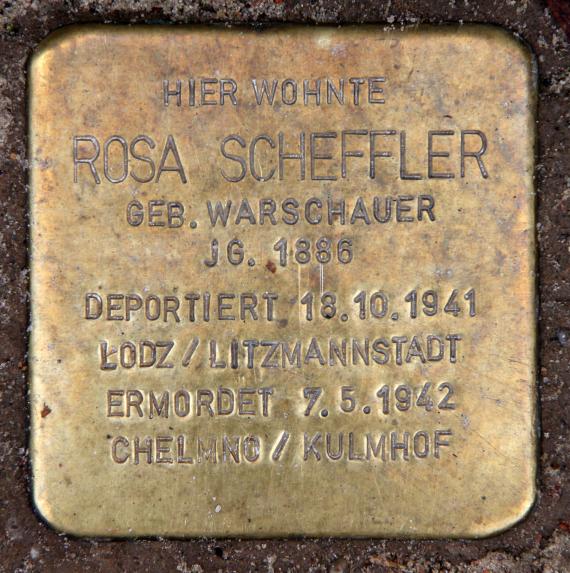 HIER WOHNTE
ROSA SCHEFFLER
GEB. WARSCHAUER
JG. 1886
DEPORTIERT 18.10.1941
ŁODZ / LITZMANNSTADT
ERMORDET 7.5.1942
CHELMNO / KULMHOF